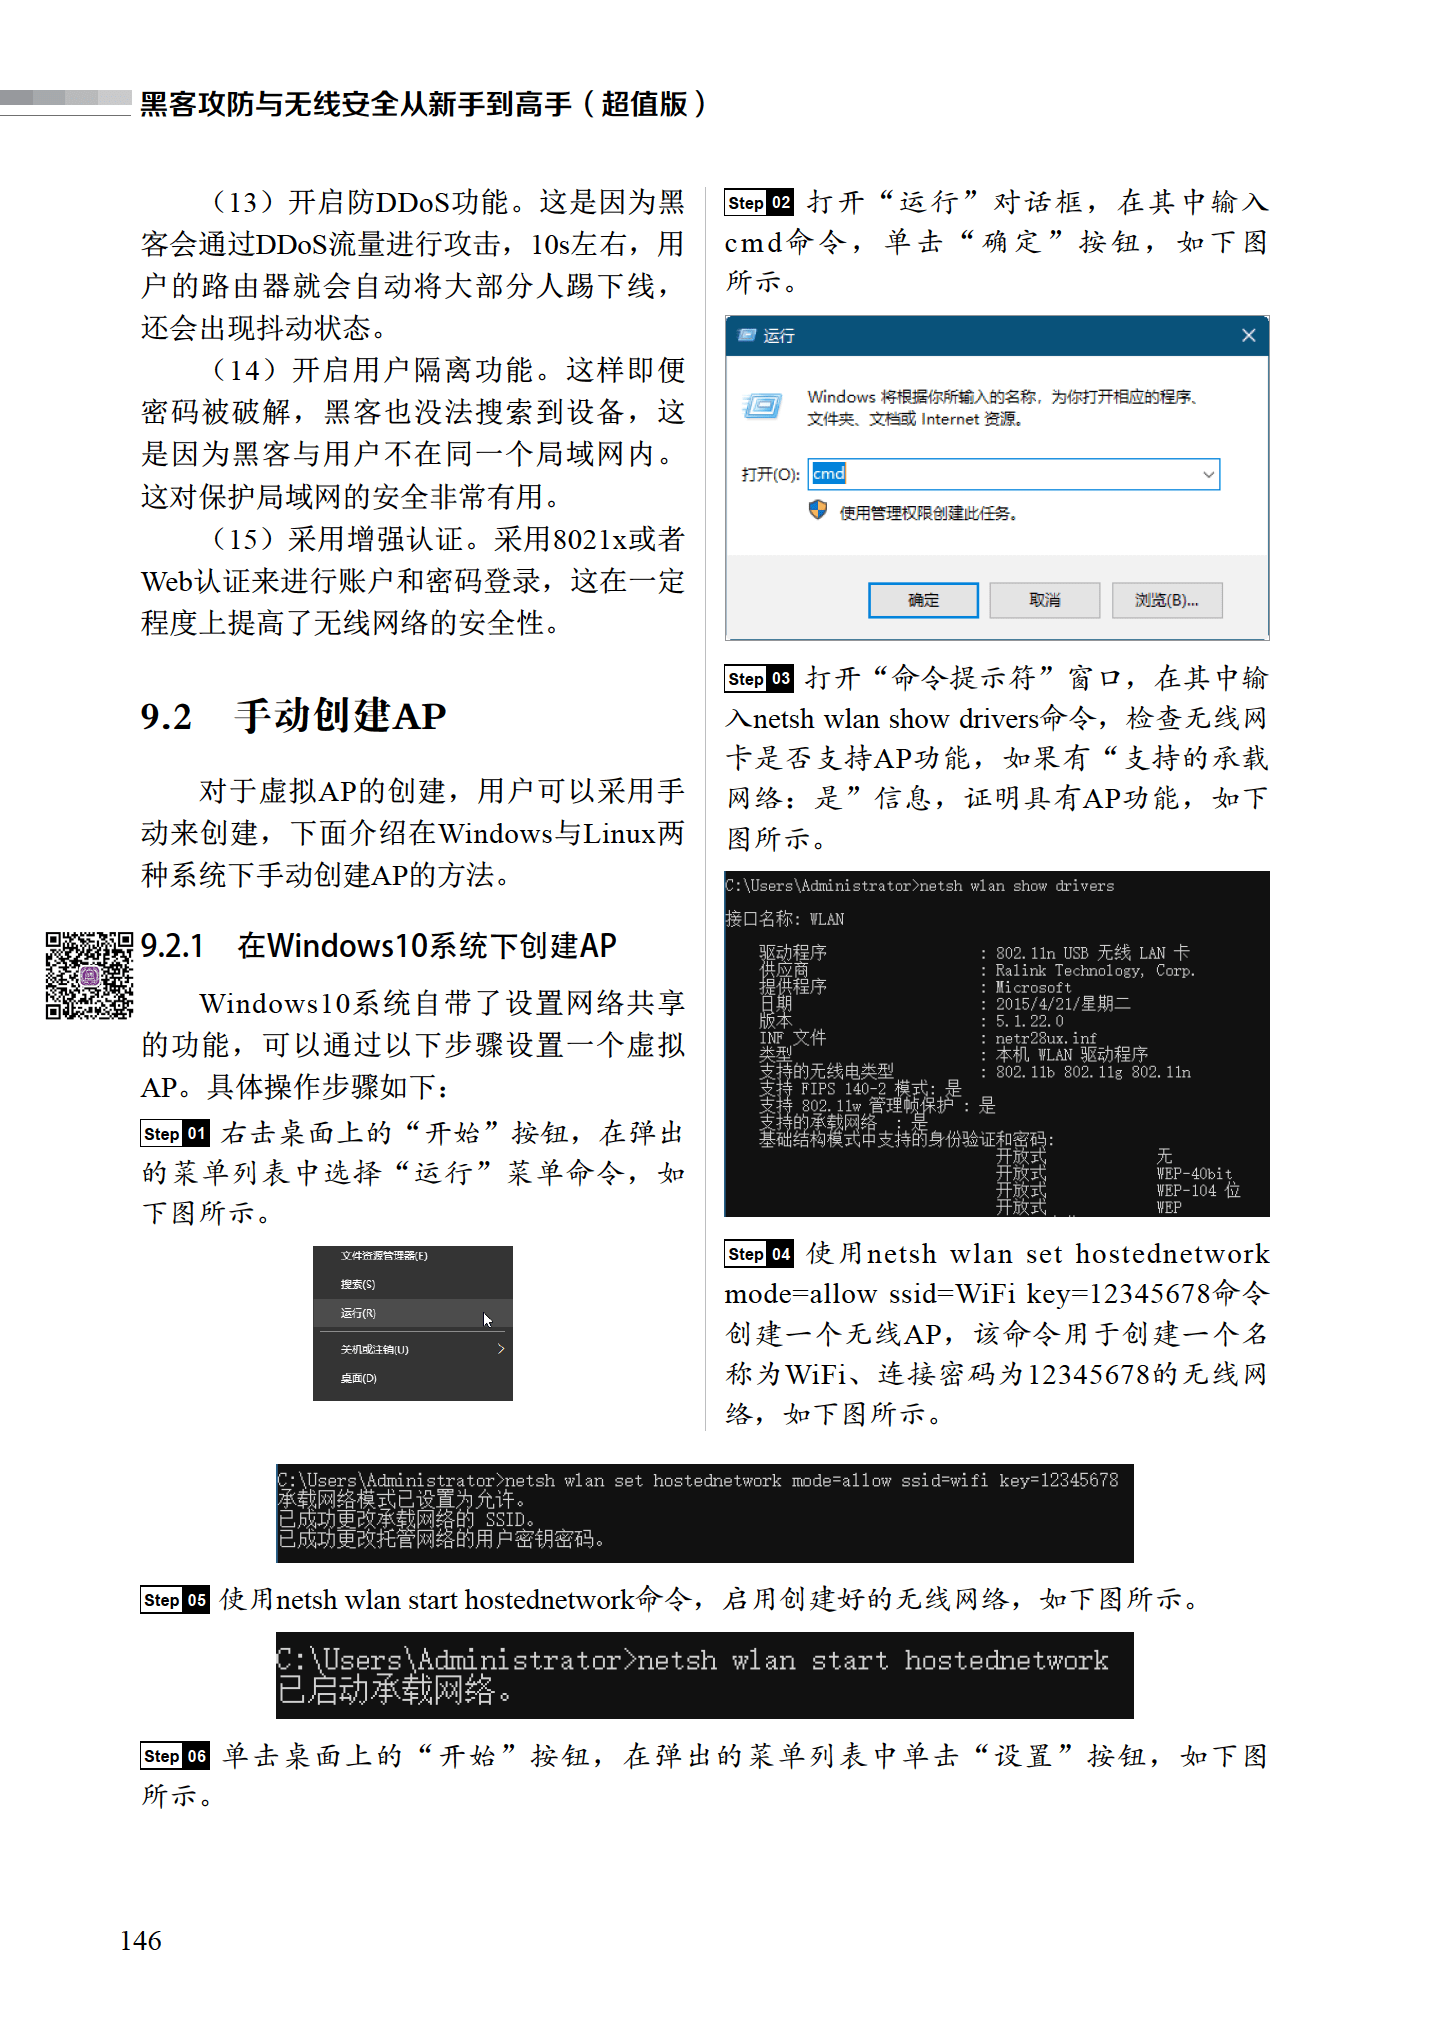 黑客攻防与无线安全从新手到高手（超值版）
（13）开启防DDoS功能。这是因为黑
客会通过DDoS流量进行攻击，10s左右，用
户的路由器就会自动将大部分人踢下线，
还会出现抖动状态。
（14）开启用户隔离功能。这样即便
密码被破解，黑客也没法搜索到设备，这
是因为黑客与用户不在同一个局域网内。
这对保护局域网的安全非常有用。
（15）采用增强认证。采用8021x或者
Web认证来进行账户和密码登录，这在一定
程度上提高了无线网络的安全性。
9.2 手动创建AP
对于虚拟AP的创建，用户可以采用手
动来创建，下面介绍在Windows与Linux两
种系统下手动创建AP的方法。
9.2.1 在Windows10系统下创建AP
Windows10系统自带了设置网络共享
的功能，可以通过以下步骤设置一个虚拟
AP。具体操作步骤如下：
Step 01 右击桌面上的“开始”按钮，在弹出
的菜单列表中选择“运行”菜单命令，如
下图所示。
文件资源管理器(E)
搜索(S)
运行(R)
关机或注销(U)
桌面(D)
Step 02 打开“运行”对话框，在其中输入
cmd命令，单击“确定”按钮，如下图
所示。
运行
Windows 将根据你所输入的名称，为你打开相应的程序、
文件夹、文档或 Internet 资源。
打开(O): cmd
使用管理权限创建此任务。
确定 取消 浏览(B)...
Step 03 打开“命令提示符”窗口，在其中输
入netsh wlan show drivers命令，检查无线网
卡是否支持AP功能，如果有“支持的承载
网络：是”信息，证明具有AP功能，如下
图所示。
C:\Users\Administrator>netsh wlan show drivers
接口名称: WLAN
驱动程序 : 802.11n USB 无线 LAN 卡
供应商 : Ralink Technology, Corp.
提供程序 : Microsoft
日期 : 2015/4/21/星期二
版本 : 5.1.22.0
INF 文件 : netr28ux.inf
类型 : 本机 WLAN 驱动程序
支持的无线电类型 : 802.11b 802.11g 802.11n
支持 FIPS 140-2 模式: 是
支持 802.11w 管理帧保护 : 是
支持的承载网络 : 是
基础结构模式中支持的身份验证和密码:
开放式 无
开放式 WEP-40bit
开放式 WEP-104 位
开放式 WEP
Step 04 使用netsh wlan set hostednetwork
mode=allow ssid=WiFi key=12345678命令
创建一个无线AP，该命令用于创建一个名
称为WiFi、连接密码为12345678的无线网
络，如下图所示。
C:\Users\Administrator>netsh wlan set hostednetwork mode=allow ssid=wifi key=12345678
承载网络模式已设置为允许。
已成功更改承载网络的 SSID。
已成功更改托管网络的用户密钥密码。
Step 05 使用netsh wlan start hostednetwork命令，启用创建好的无线网络，如下图所示。
C:\Users\Administrator>netsh wlan start hostednetwork
已启动承载网络。
Step 06 单击桌面上的“开始”按钮，在弹出的菜单列表中单击“设置”按钮，如下图
所示。
146